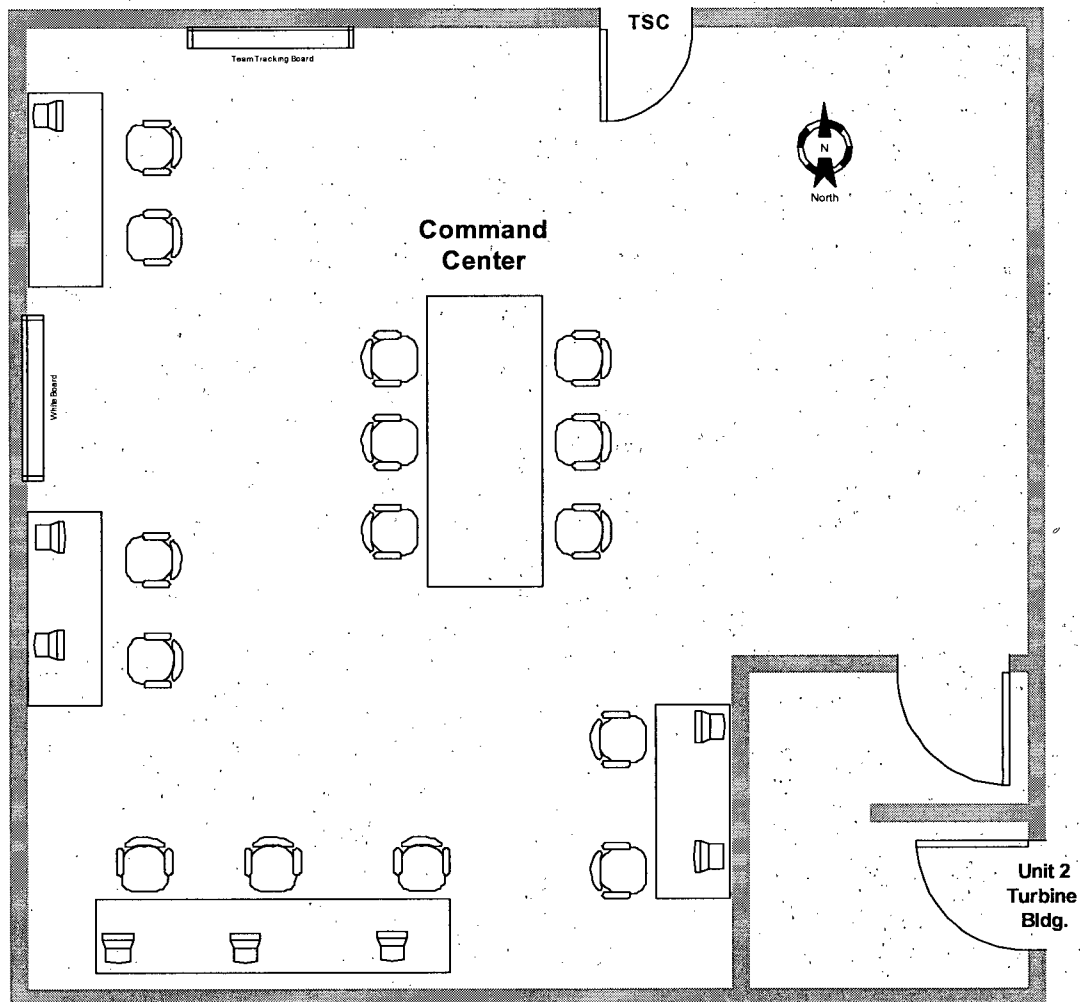 TSC
Team Tracking Board
N
North
Command
Center
White Board
Unit 2
Turbine
Bldg.